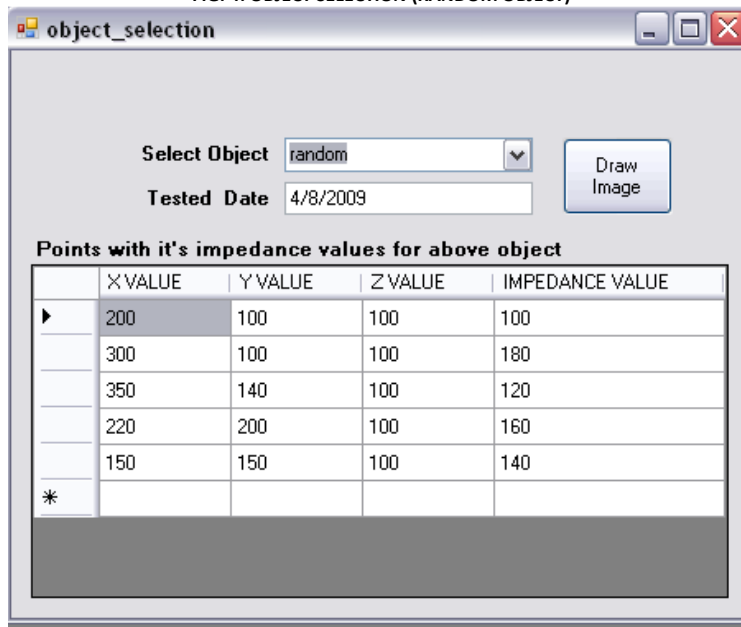 object_selection
Select Object random
Draw
Image
Tested Date 4/8/2009
Points with it's impedance values for above object
X VALUE Y VALUE Z VALUE IMPEDANCE VALUE
200 100 100 100
300 100 100 180
350 140 100 120
220 200 100 160
150 150 100 140